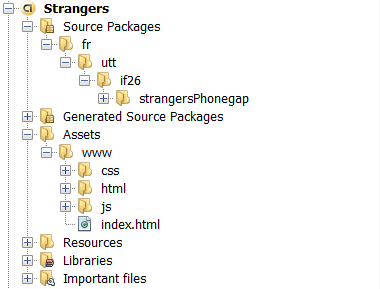 Strangers
Source Packages
fr
utt
if26
strangersPhonegap
Generated Source Packages
Assets
www
css
html
js
index.html
Resources
Libraries
Important files